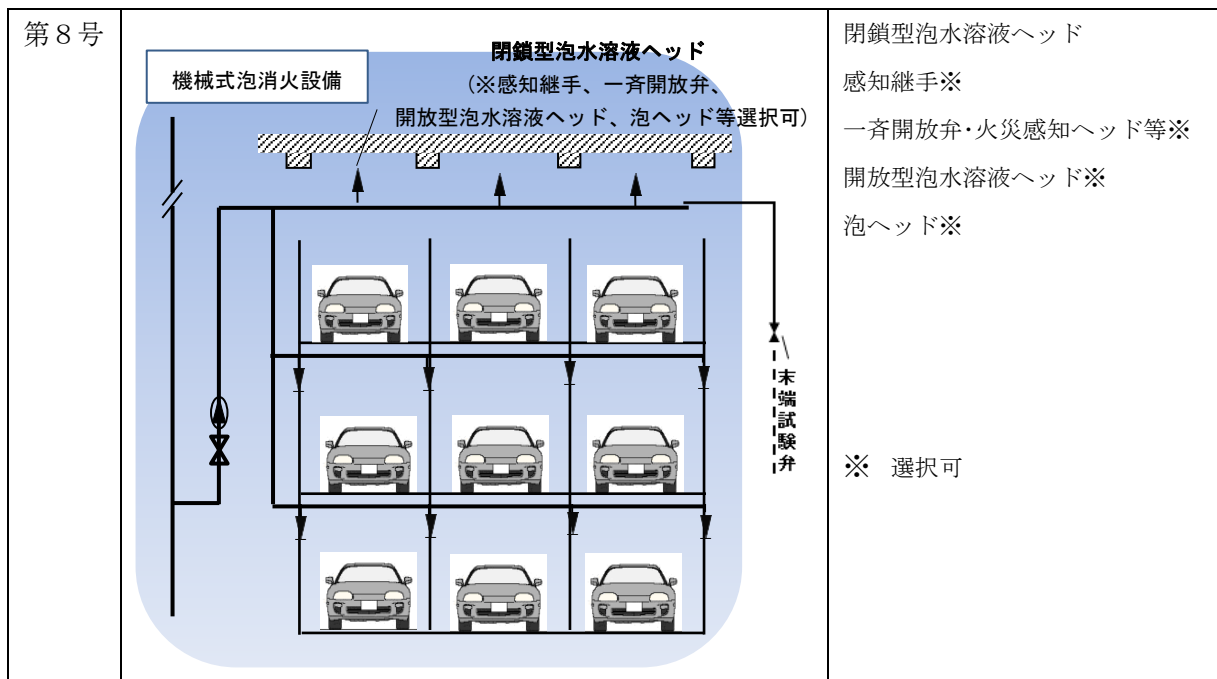 第8号
閉鎖型泡水溶液ヘッド
機械式泡消火設備
(※感知継手、一斉開放弁、
開放型泡水溶液ヘッド、泡ヘッド等選択可)
末端試験弁
閉鎖型泡水溶液ヘッド
感知継手※
一斉開放弁・火災感知ヘッド等※
開放型泡水溶液ヘッド※
泡ヘッド※
※ 選択可